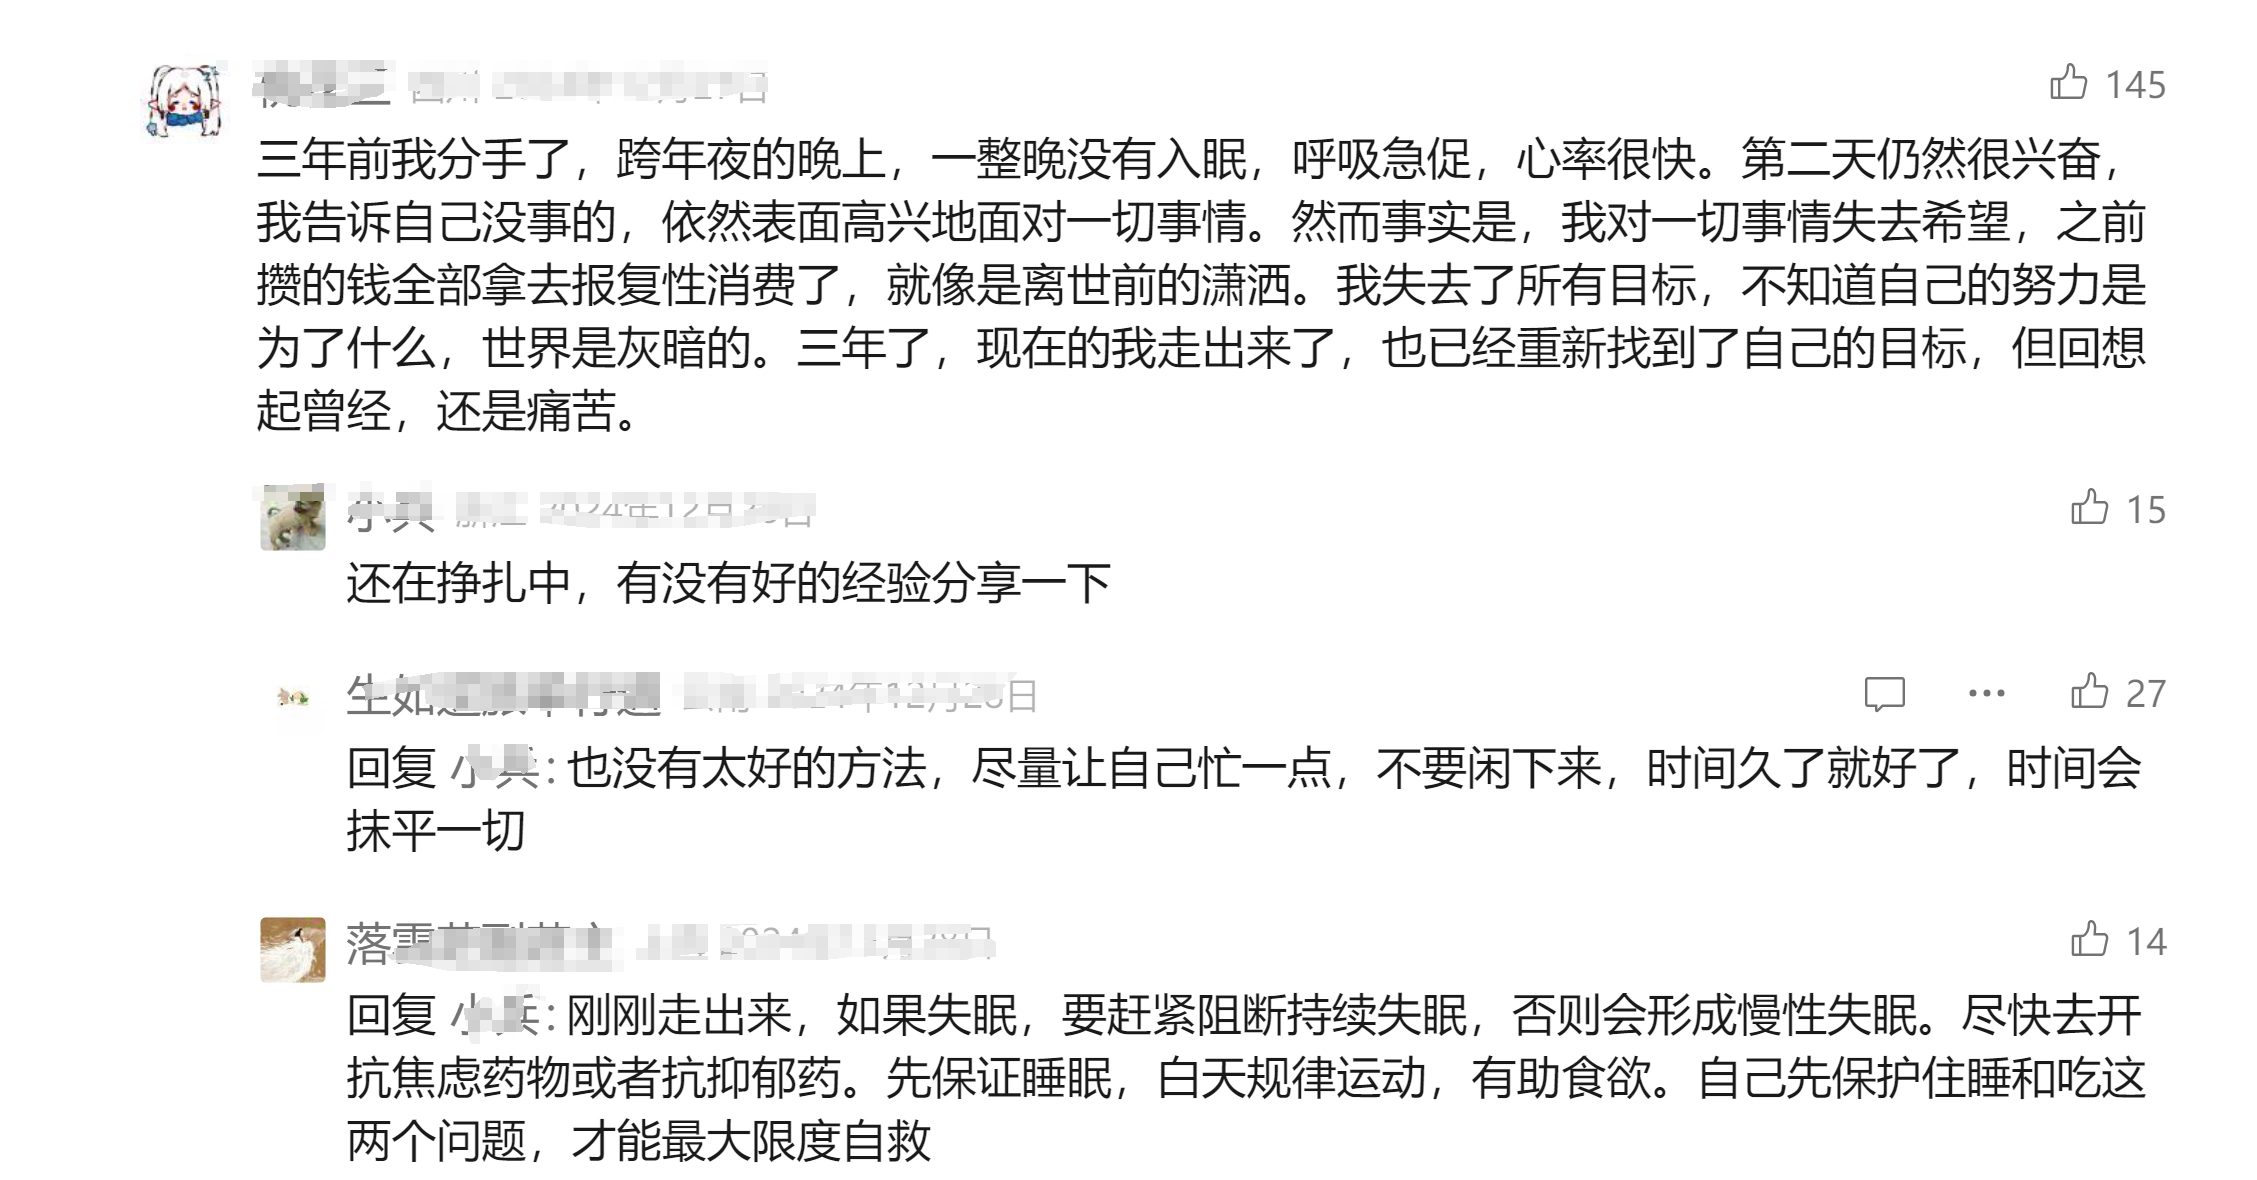 145
三年前我分手了，跨年夜的晚上，一整晚没有入眠，呼吸急促，心率很快。第二天仍然很兴奋，
我告诉自己没事的，依然表面高兴地面对一切事情。然而事实是，我对一切事情失去希望，之前
攒的钱全部拿去报复性消费了，就像是离世前的潇洒。我失去了所有目标，不知道自己的努力是
为了什么，世界是灰暗的。三年了，现在的我走出来了，也已经重新找到了自己的目标，但回想
起曾经，还是痛苦。
15
还在挣扎中，有没有好的经验分享一下
27
回复 : 也没有太好的方法，尽量让自己忙一点，不要闲下来，时间久了就好了，时间会
抹平一切
14
回复 : 刚刚走出来，如果失眠，要赶紧阻断持续失眠，否则会形成慢性失眠。尽快去开
抗焦虑药物或者抗抑郁药。先保证睡眠，白天规律运动，有助食欲。自己先保护住睡和吃这
两个问题，才能最大限度自救